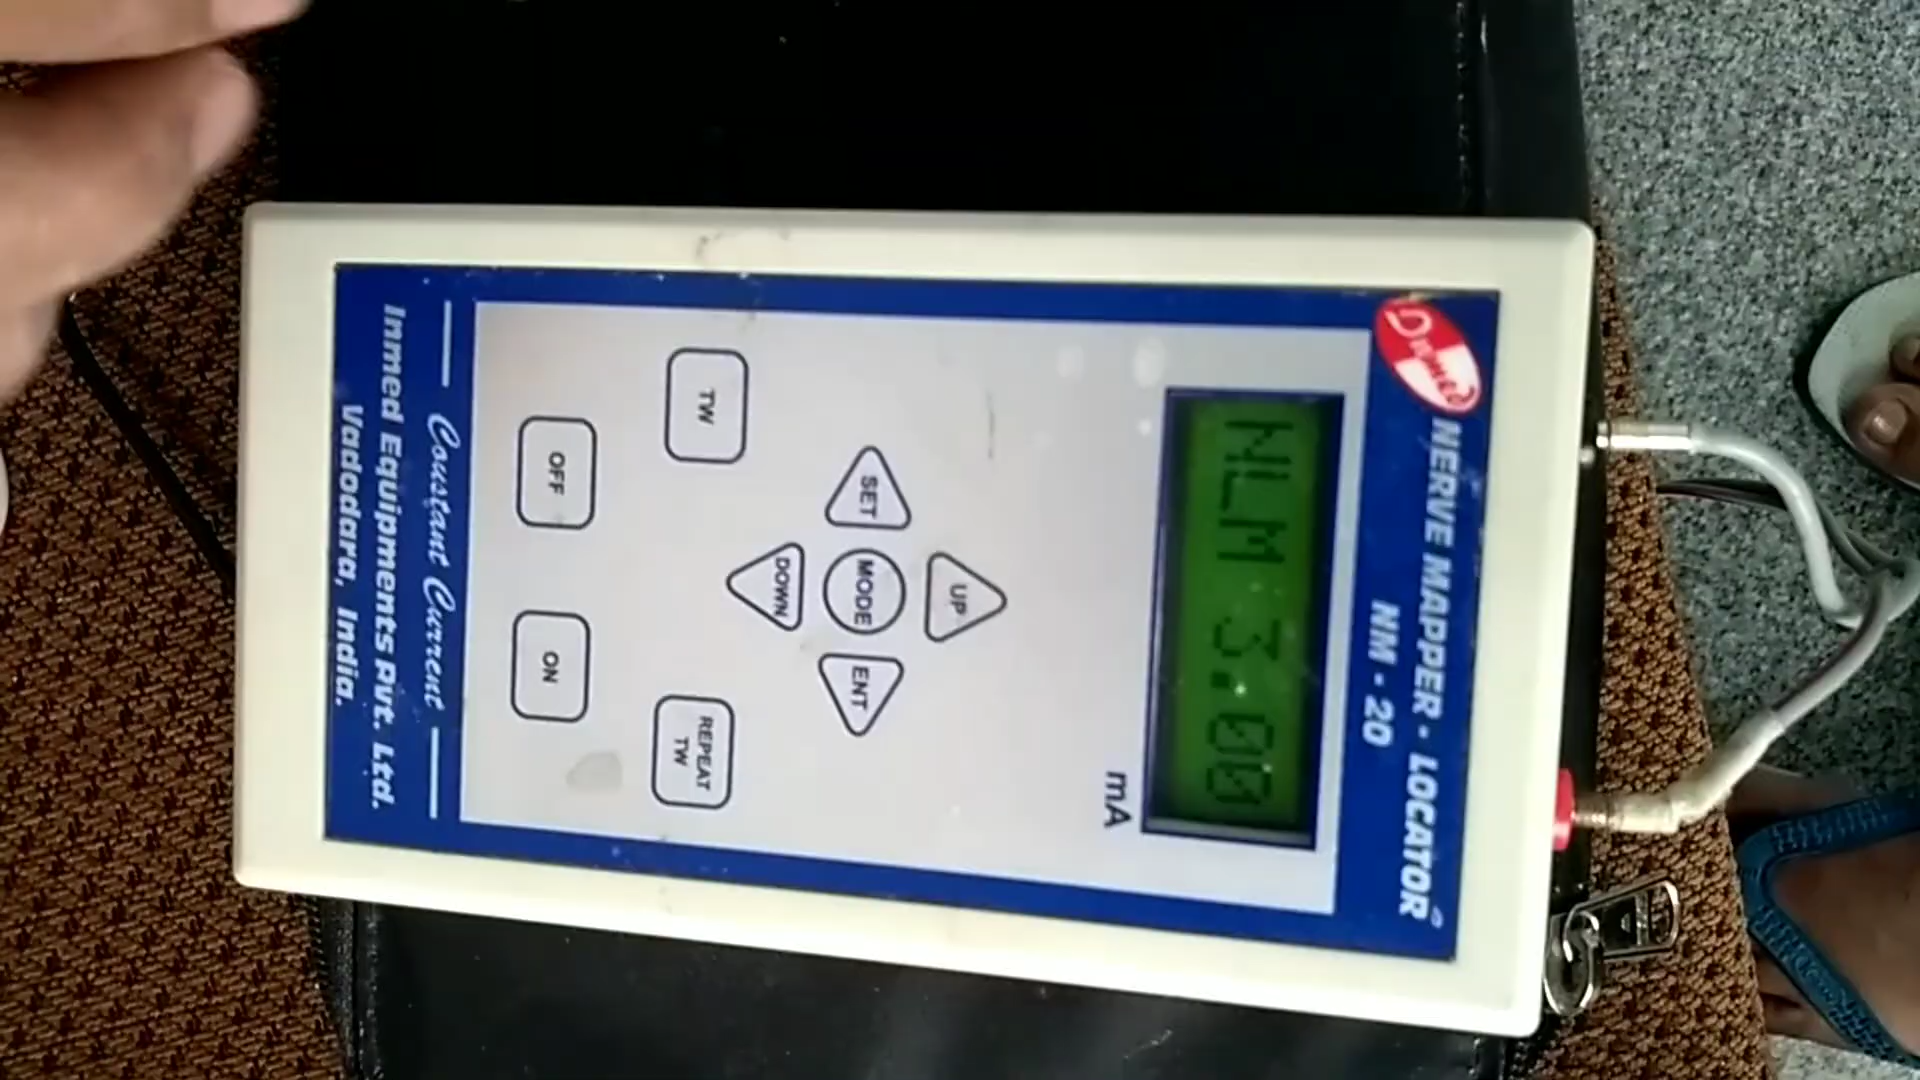 Inmed
NERVE MAPPER - LOCATOR
NM - 20
NLM 3.00
mA
UP
SET
MODE
ENT
DOWN
TW
REPEAT
TW
OFF
ON
Constant Current
Inmed Equipments Pvt. Ltd.
Vadodara, India.